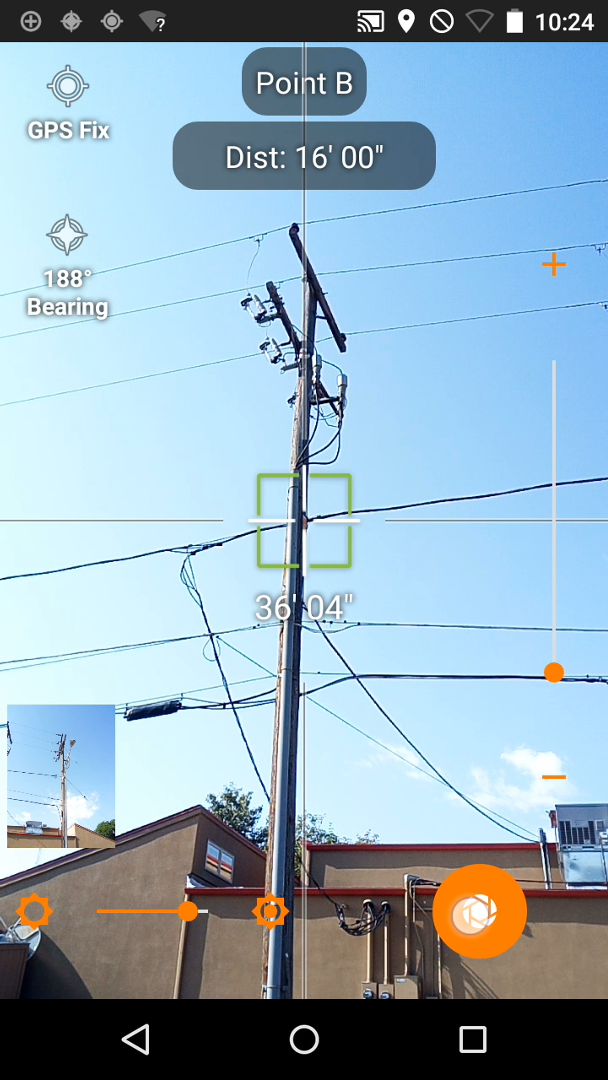 ?
10:24
Point B
GPS Fix
Dist: 16' 00"
188°
Bearing
+
36' 04"
−